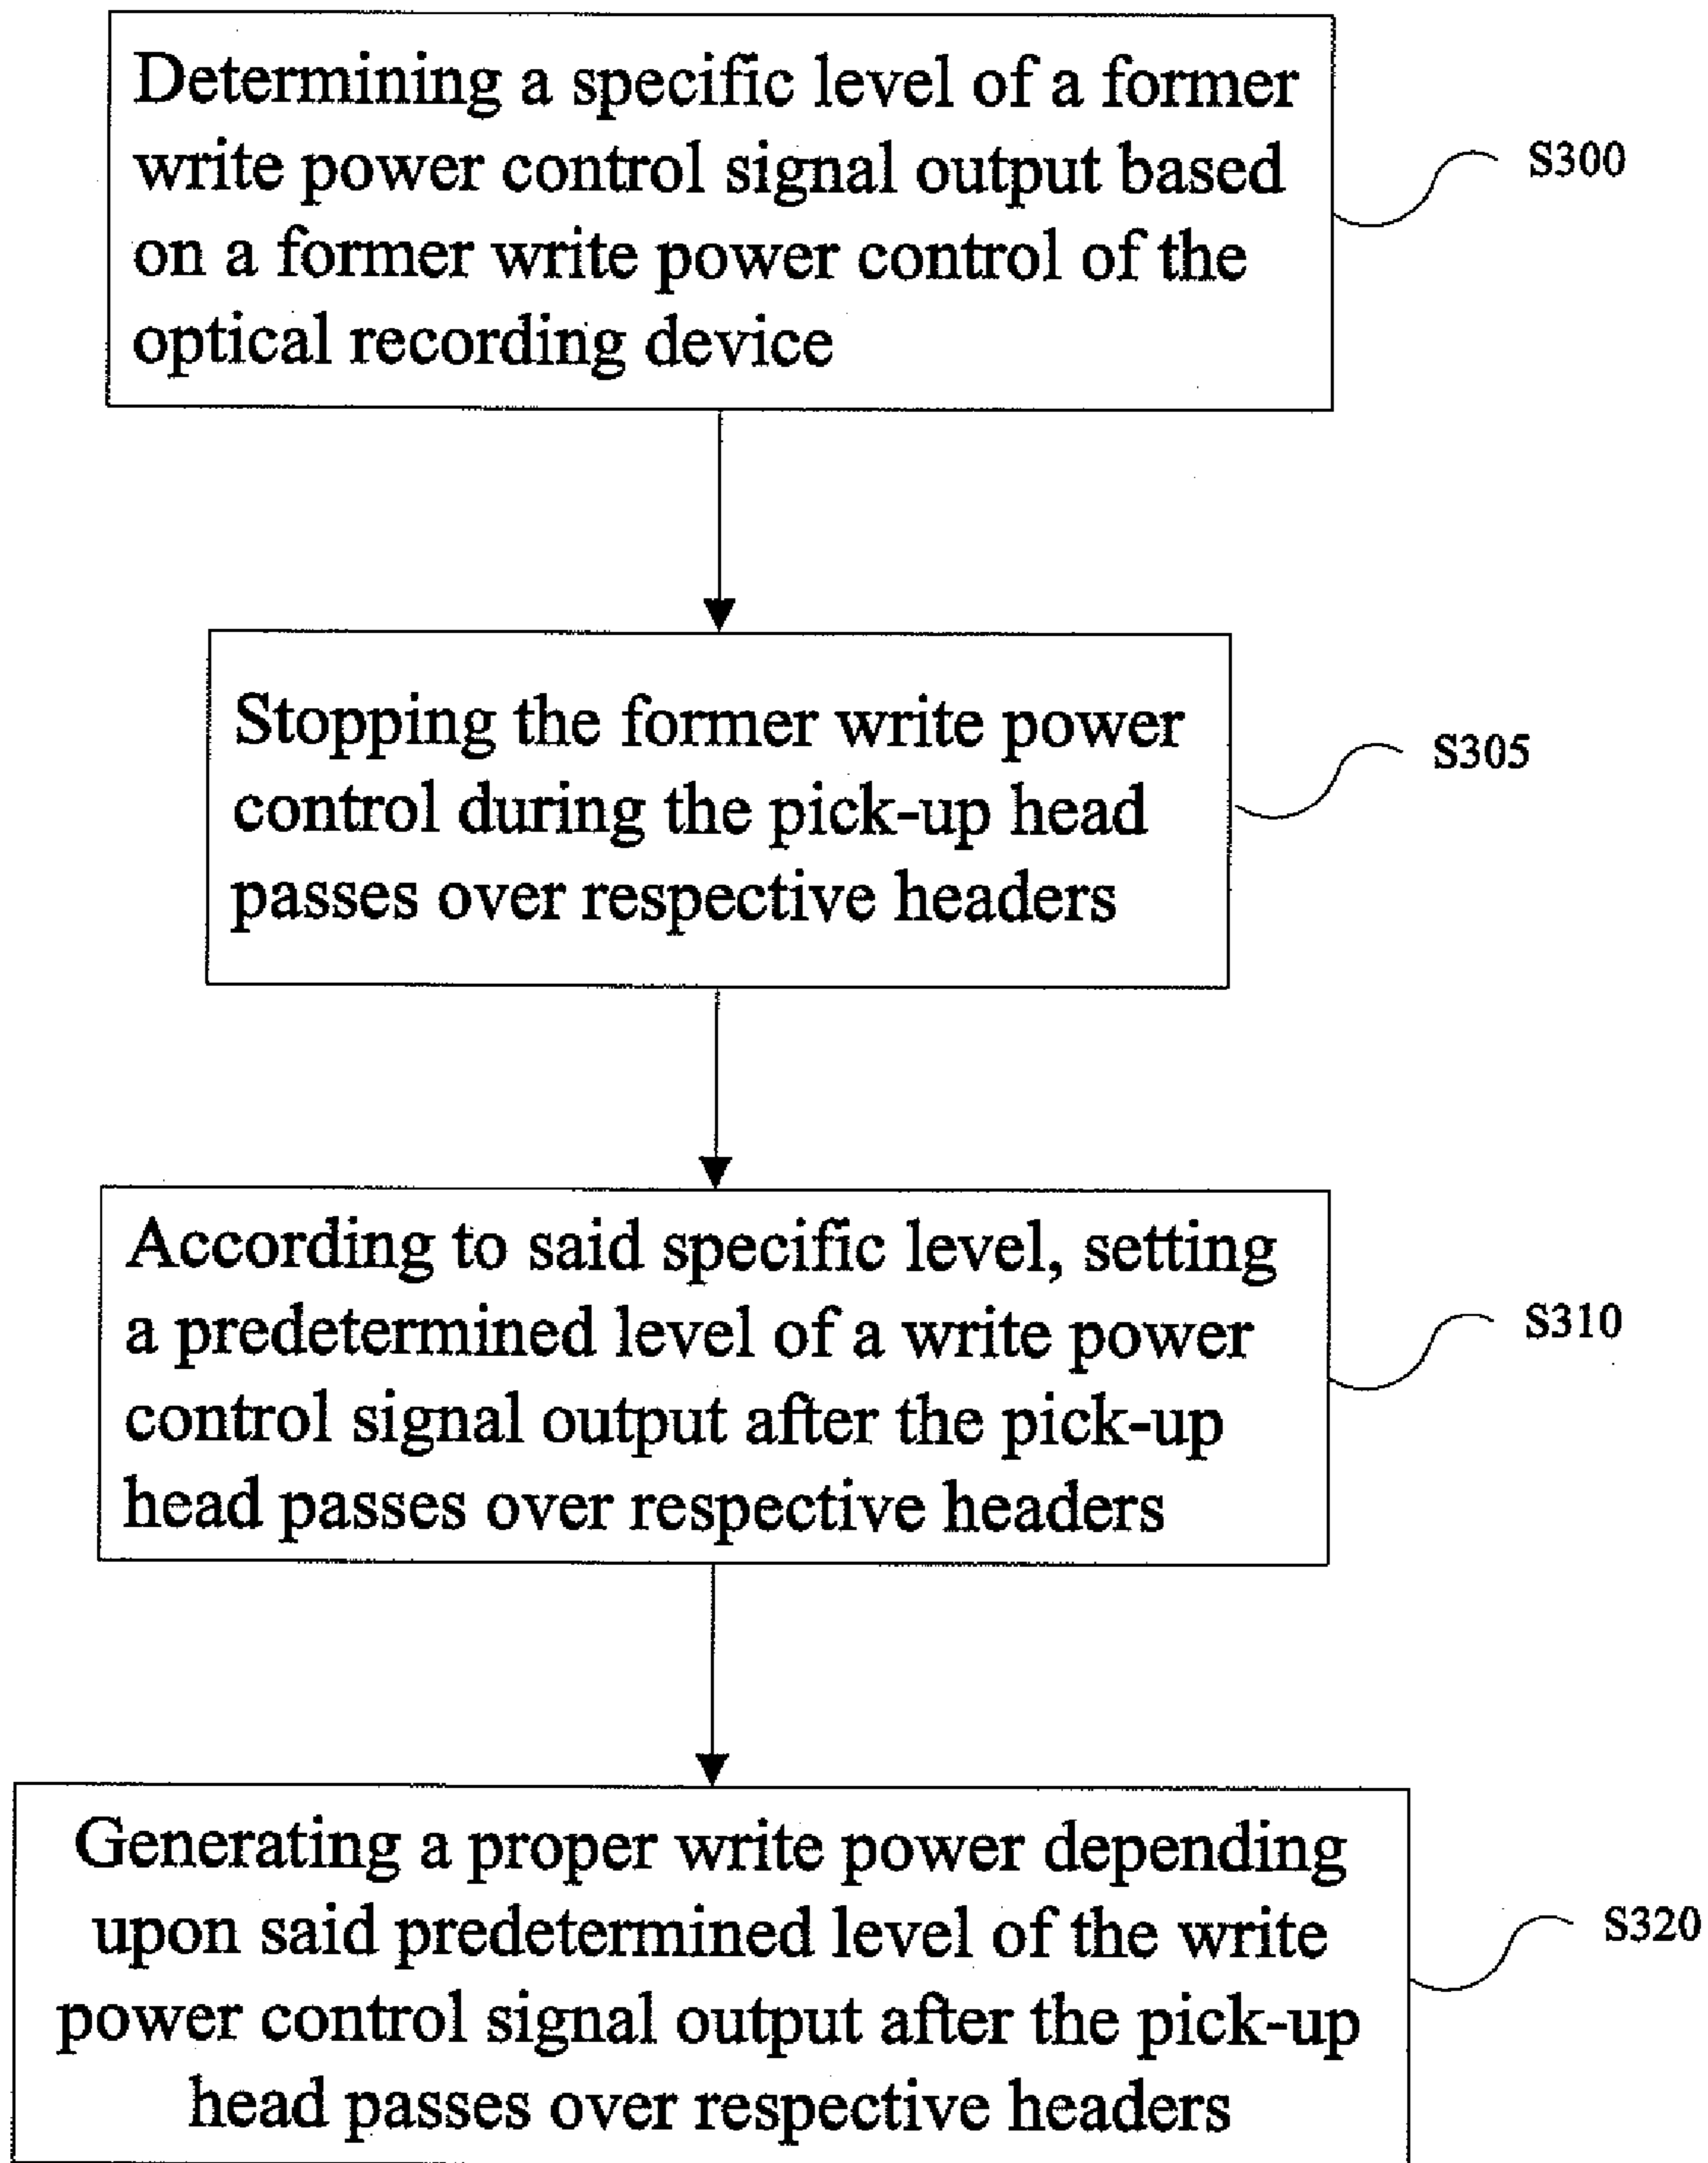 Determining a specific level of a former
write power control signal output based
on a former write power control of the
optical recording device
S300
Stopping the former write power
control during the pick-up head
passes over respective headers
S305
According to said specific level, setting
a predetermined level of a write power
control signal output after the pick-up
head passes over respective headers
S310
Generating a proper write power depending
upon said predetermined level of the write
power control signal output after the pick-up
head passes over respective headers
S320